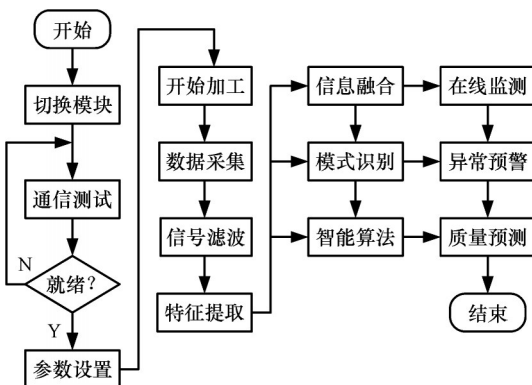 开始
切换模块
通信测试
就绪？
N
Y
参数设置
开始加工
数据采集
信号滤波
特征提取
信息融合
模式识别
智能算法
在线监测
异常预警
质量预测
结束